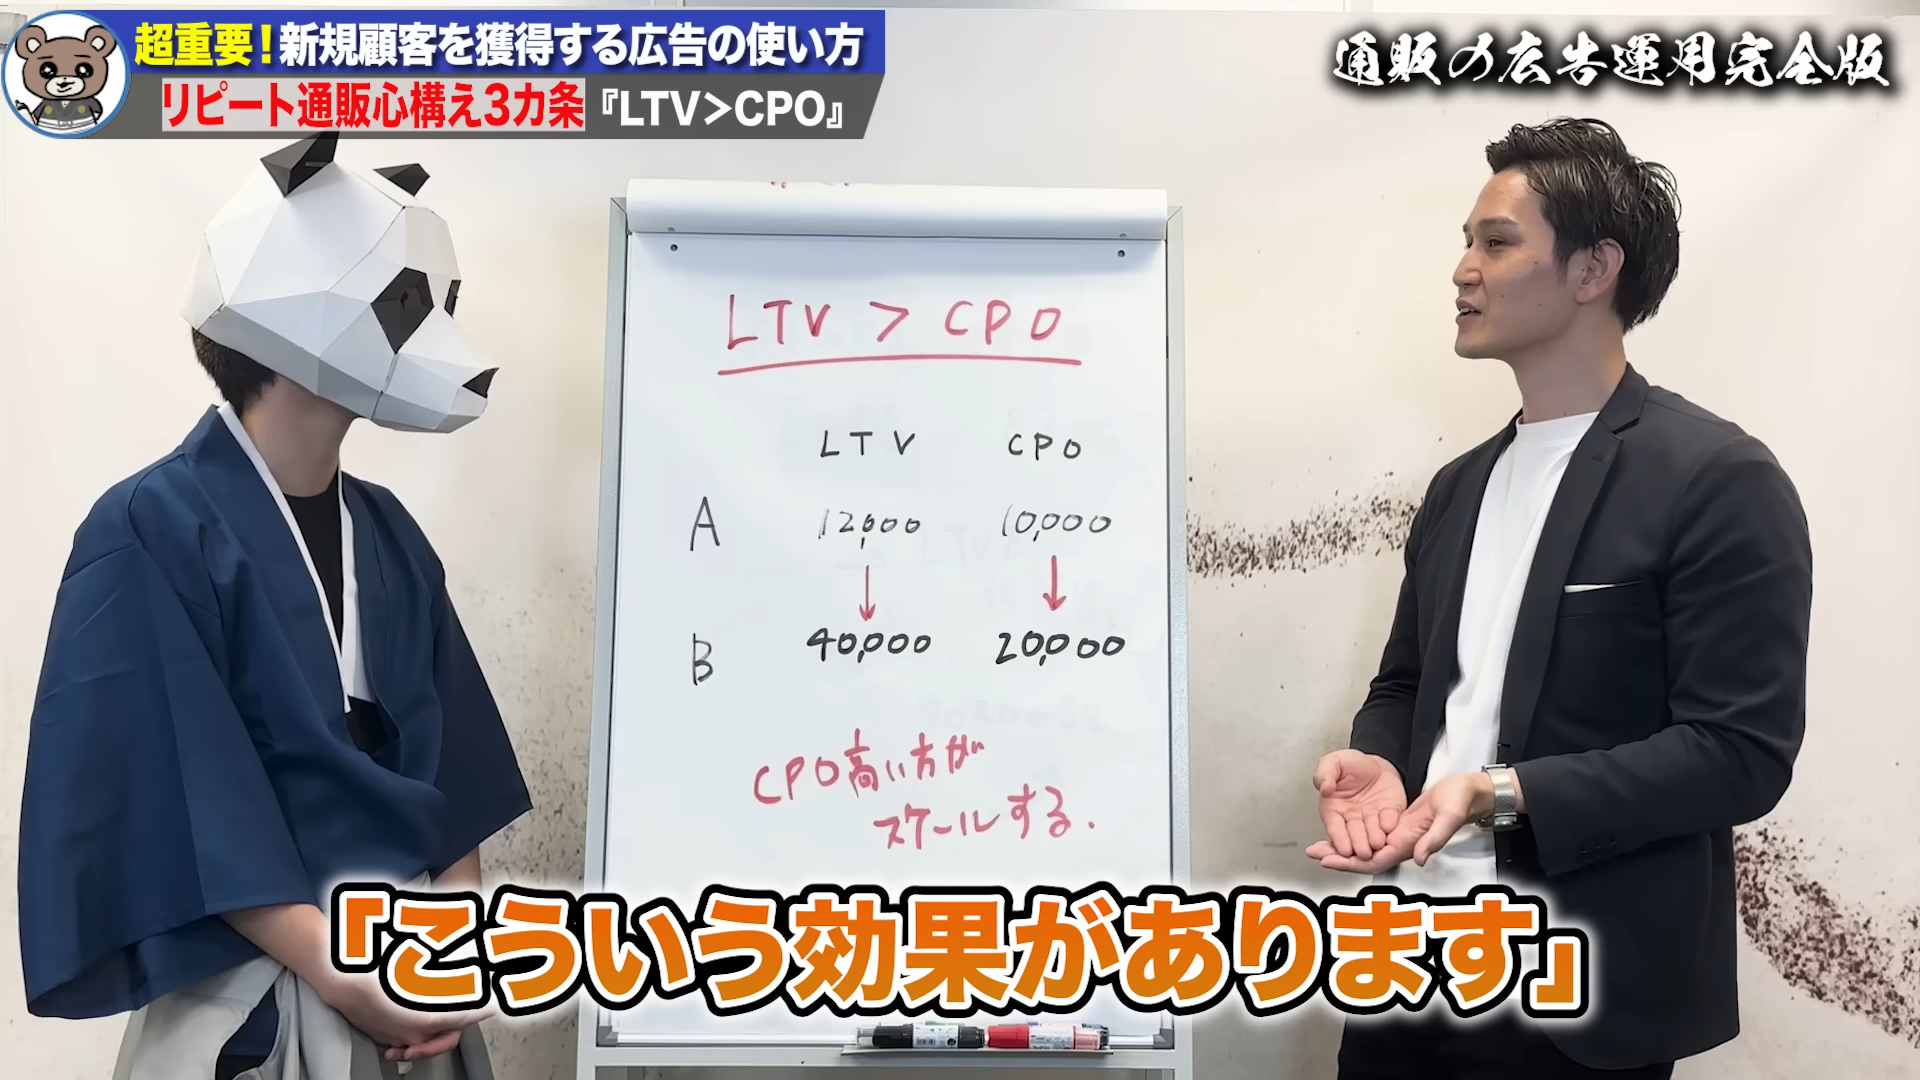 超重要！新規顧客を獲得する広告の使い方
リピート通販心構え3カ条『LTV>CPO』
通販の広告運用完全版
LTV > CPO
LTV CPO
A 12,000 10,000
↓ ↓
B 40,000 20,000
CPO高い方が
スケールする.
「こういう効果があります」